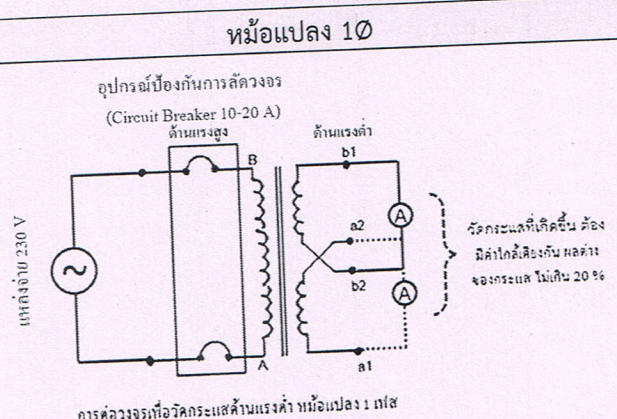 หม้อแปลง 1Ø
อุปกรณ์ป้องกันการลัดวงจร
(Circuit Breaker 10-20 A)
ด้านแรงสูง
ด้านแรงต่ำ
B
b1
A
a2
วัดกระแสที่เกิดขึ้น ต้อง
มีค่าใกล้เคียงกัน ผลต่าง
ของกระแส ไม่เกิน 20 %
แหล่งจ่าย 230 V
~
b2
A
A
a1
การต่อวงจรเพื่อวัดกระแสด้านแรงต่ำ หม้อแปลง 1 เฟส